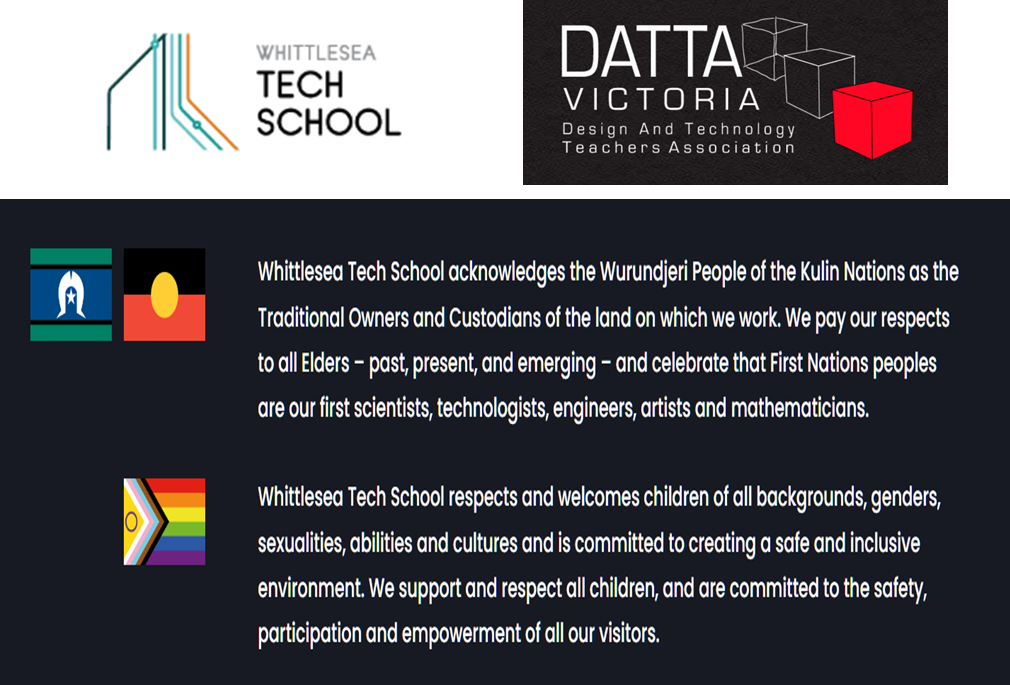 WHITTLESEA
TECH
SCHOOL
DATTA
VICTORIA
Design And Technology
Teachers Association
Whittlesea Tech School acknowledges the Wurundjeri People of the Kulin Nations as the
Traditional Owners and Custodians of the land on which we work. We pay our respects
to all Elders – past, present, and emerging – and celebrate that First Nations peoples
are our first scientists, technologists, engineers, artists and mathematicians.
Whittlesea Tech School respects and welcomes children of all backgrounds, genders,
sexualities, abilities and cultures and is committed to creating a safe and inclusive
environment. We support and respect all children, and are committed to the safety,
participation and empowerment of all our visitors.